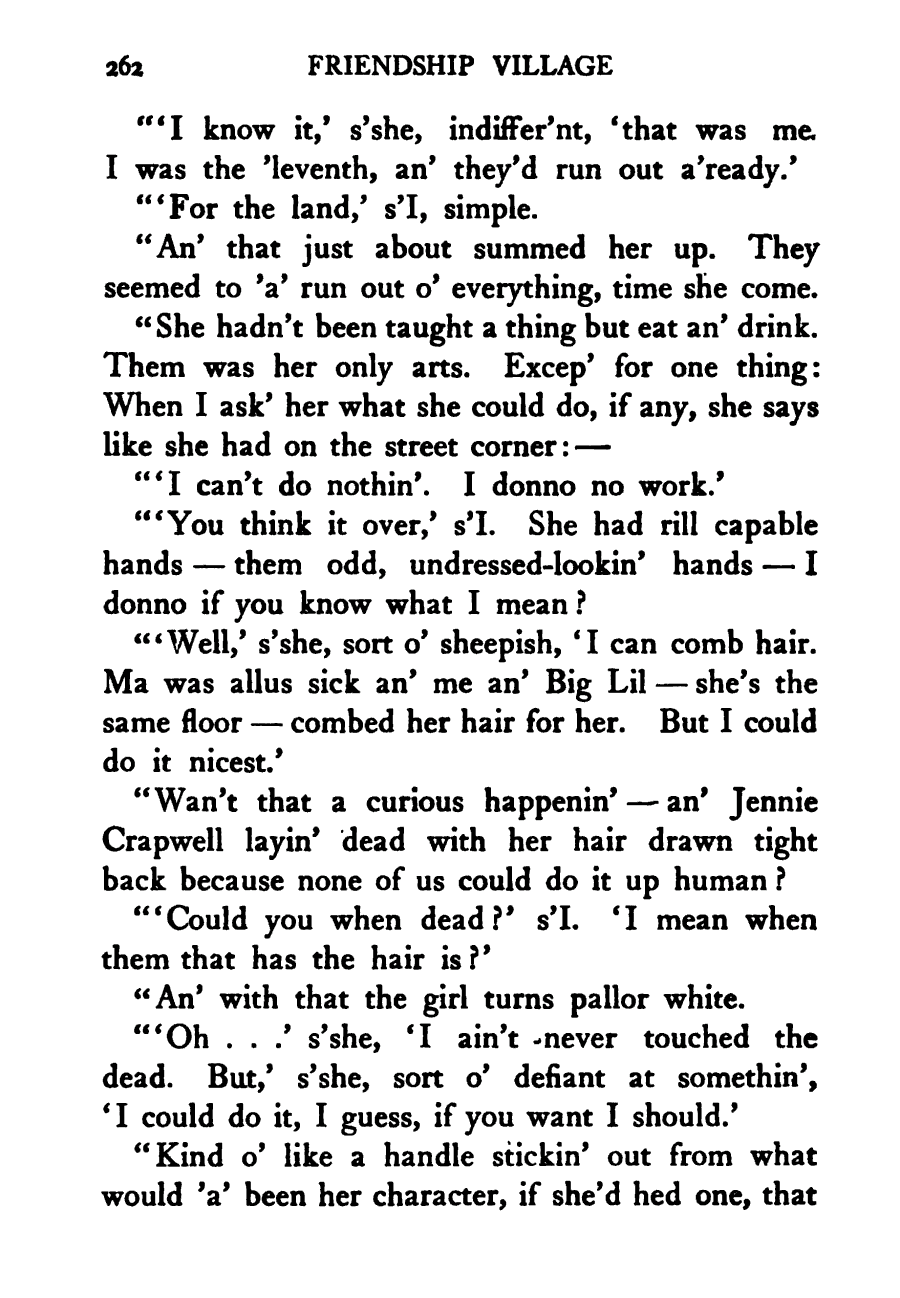 262 FRIENDSHIP VILLAGE
"‘I know it,’ s’she, indiffer’nt, ‘that was me.
I was the ’leventh, an’ they’d run out a’ready.’
"‘For the land,’ s’I, simple.
"An’ that just about summed her up. They
seemed to ’a’ run out o’ everything, time she come.
"She hadn’t been taught a thing but eat an’ drink.
Them was her only arts. Excep’ for one thing:
When I ask’ her what she could do, if any, she says
like she had on the street corner: —
"‘I can’t do nothin’. I donno no work.’
"‘You think it over,’ s’I. She had rill capable
hands — them odd, undressed-lookin’ hands — I
donno if you know what I mean?
"‘Well,’ s’she, sort o’ sheepish, ‘I can comb hair.
Ma was allus sick an’ me an’ Big Lil — she’s the
same floor — combed her hair for her. But I could
do it nicest.’
"Wan’t that a curious happenin’ — an’ Jennie
Crapwell layin’ dead with her hair drawn tight
back because none of us could do it up human?
"‘Could you when dead?’ s’I. ‘I mean when
them that has the hair is?’
"An’ with that the girl turns pallor white.
"‘Oh . . .’ s’she, ‘I ain’t never touched the
dead. But,’ s’she, sort o’ defiant at somethin’,
‘I could do it, I guess, if you want I should.’
"Kind o’ like a handle stickin’ out from what
would ’a’ been her character, if she’d hed one, that